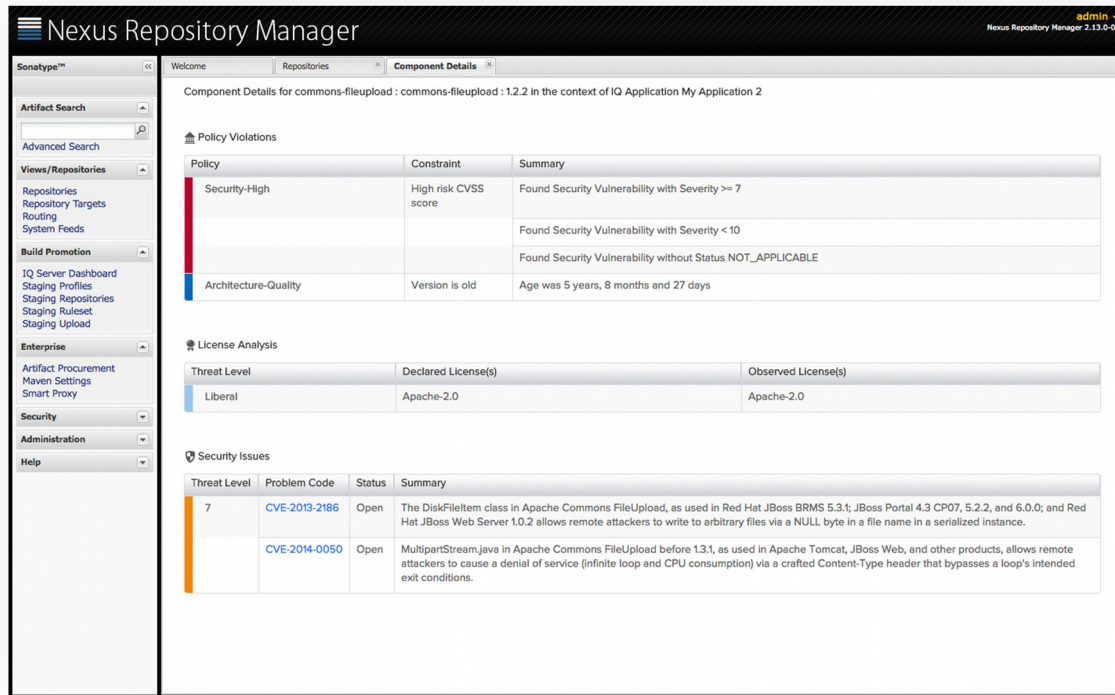 Nexus Repository Manager
admin
Nexus Repository Manager 2.13.0-0
Sonatype™
Artifact Search
Advanced Search
Views/Repositories
Repositories
Repository Targets
Routing
System Feeds
Build Promotion
IQ Server Dashboard
Staging Profiles
Staging Repositories
Staging Ruleset
Staging Upload
Enterprise
Artifact Procurement
Maven Settings
Smart Proxy
Security
Administration
Help
Welcome
Repositories
Component Details
Component Details for commons-fileupload : commons-fileupload : 1.2.2 in the context of IQ Application My Application 2
Policy Violations
Policy Constraint Summary
Security-High High risk CVSS Found Security Vulnerability with Severity >= 7
score
Found Security Vulnerability with Severity < 10
Found Security Vulnerability without Status NOT_APPLICABLE
Architecture-Quality Version is old Age was 5 years, 8 months and 27 days
License Analysis
Threat Level Declared License(s) Observed License(s)
Liberal Apache-2.0 Apache-2.0
Security Issues
Threat Level Problem Code Status Summary
7 CVE-2013-2186 Open The DiskFileItem class in Apache Commons FileUpload, as used in Red Hat JBoss BRMS 5.3.1; JBoss Portal 4.3 CP07, 5.2.2, and 6.0.0; and Red
Hat JBoss Web Server 1.0.2 allows remote attackers to write to arbitrary files via a NULL byte in a file name in a serialized instance.
CVE-2014-0050 Open MultipartStream.java in Apache Commons FileUpload before 1.3.1, as used in Apache Tomcat, JBoss Web, and other products, allows remote
attackers to cause a denial of service (infinite loop and CPU consumption) via a crafted Content-Type header that bypasses a loop's intended
exit conditions.